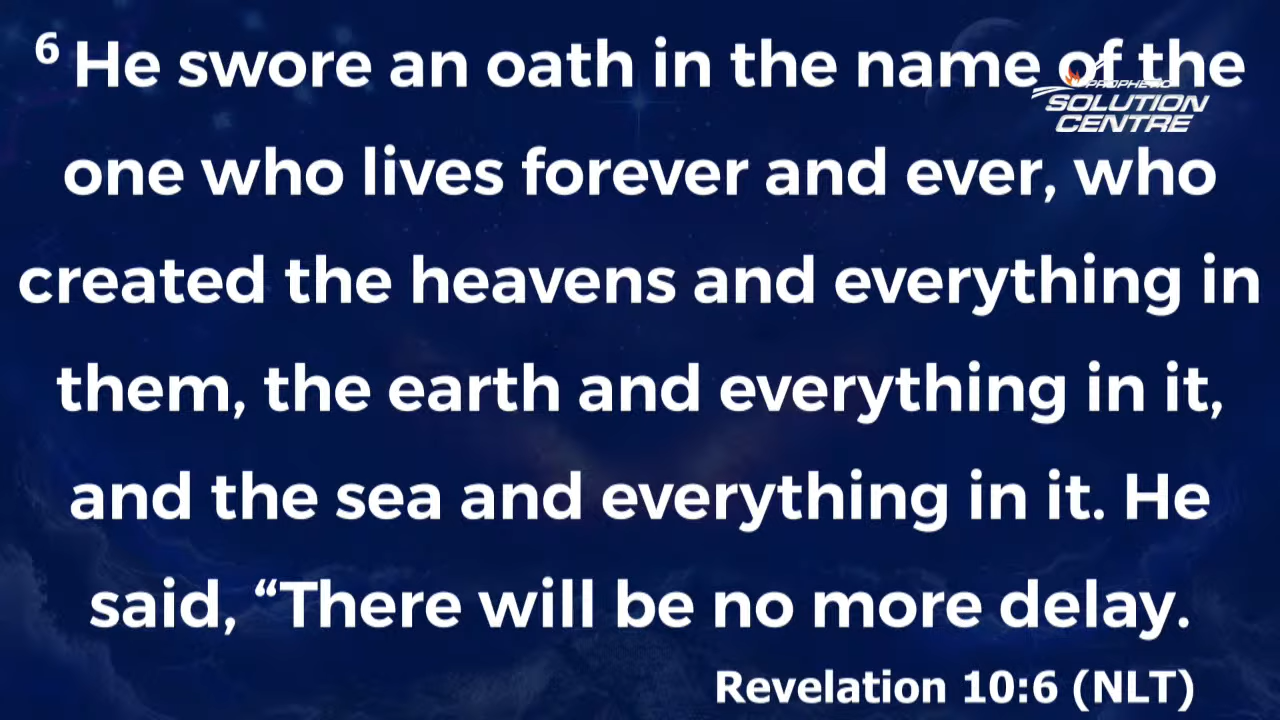 6 He swore an oath in the name of the
PROPHETIC
SOLUTION
CENTRE
one who lives forever and ever, who
created the heavens and everything in
them, the earth and everything in it,
and the sea and everything in it. He
said, “There will be no more delay.
Revelation 10:6 (NLT)